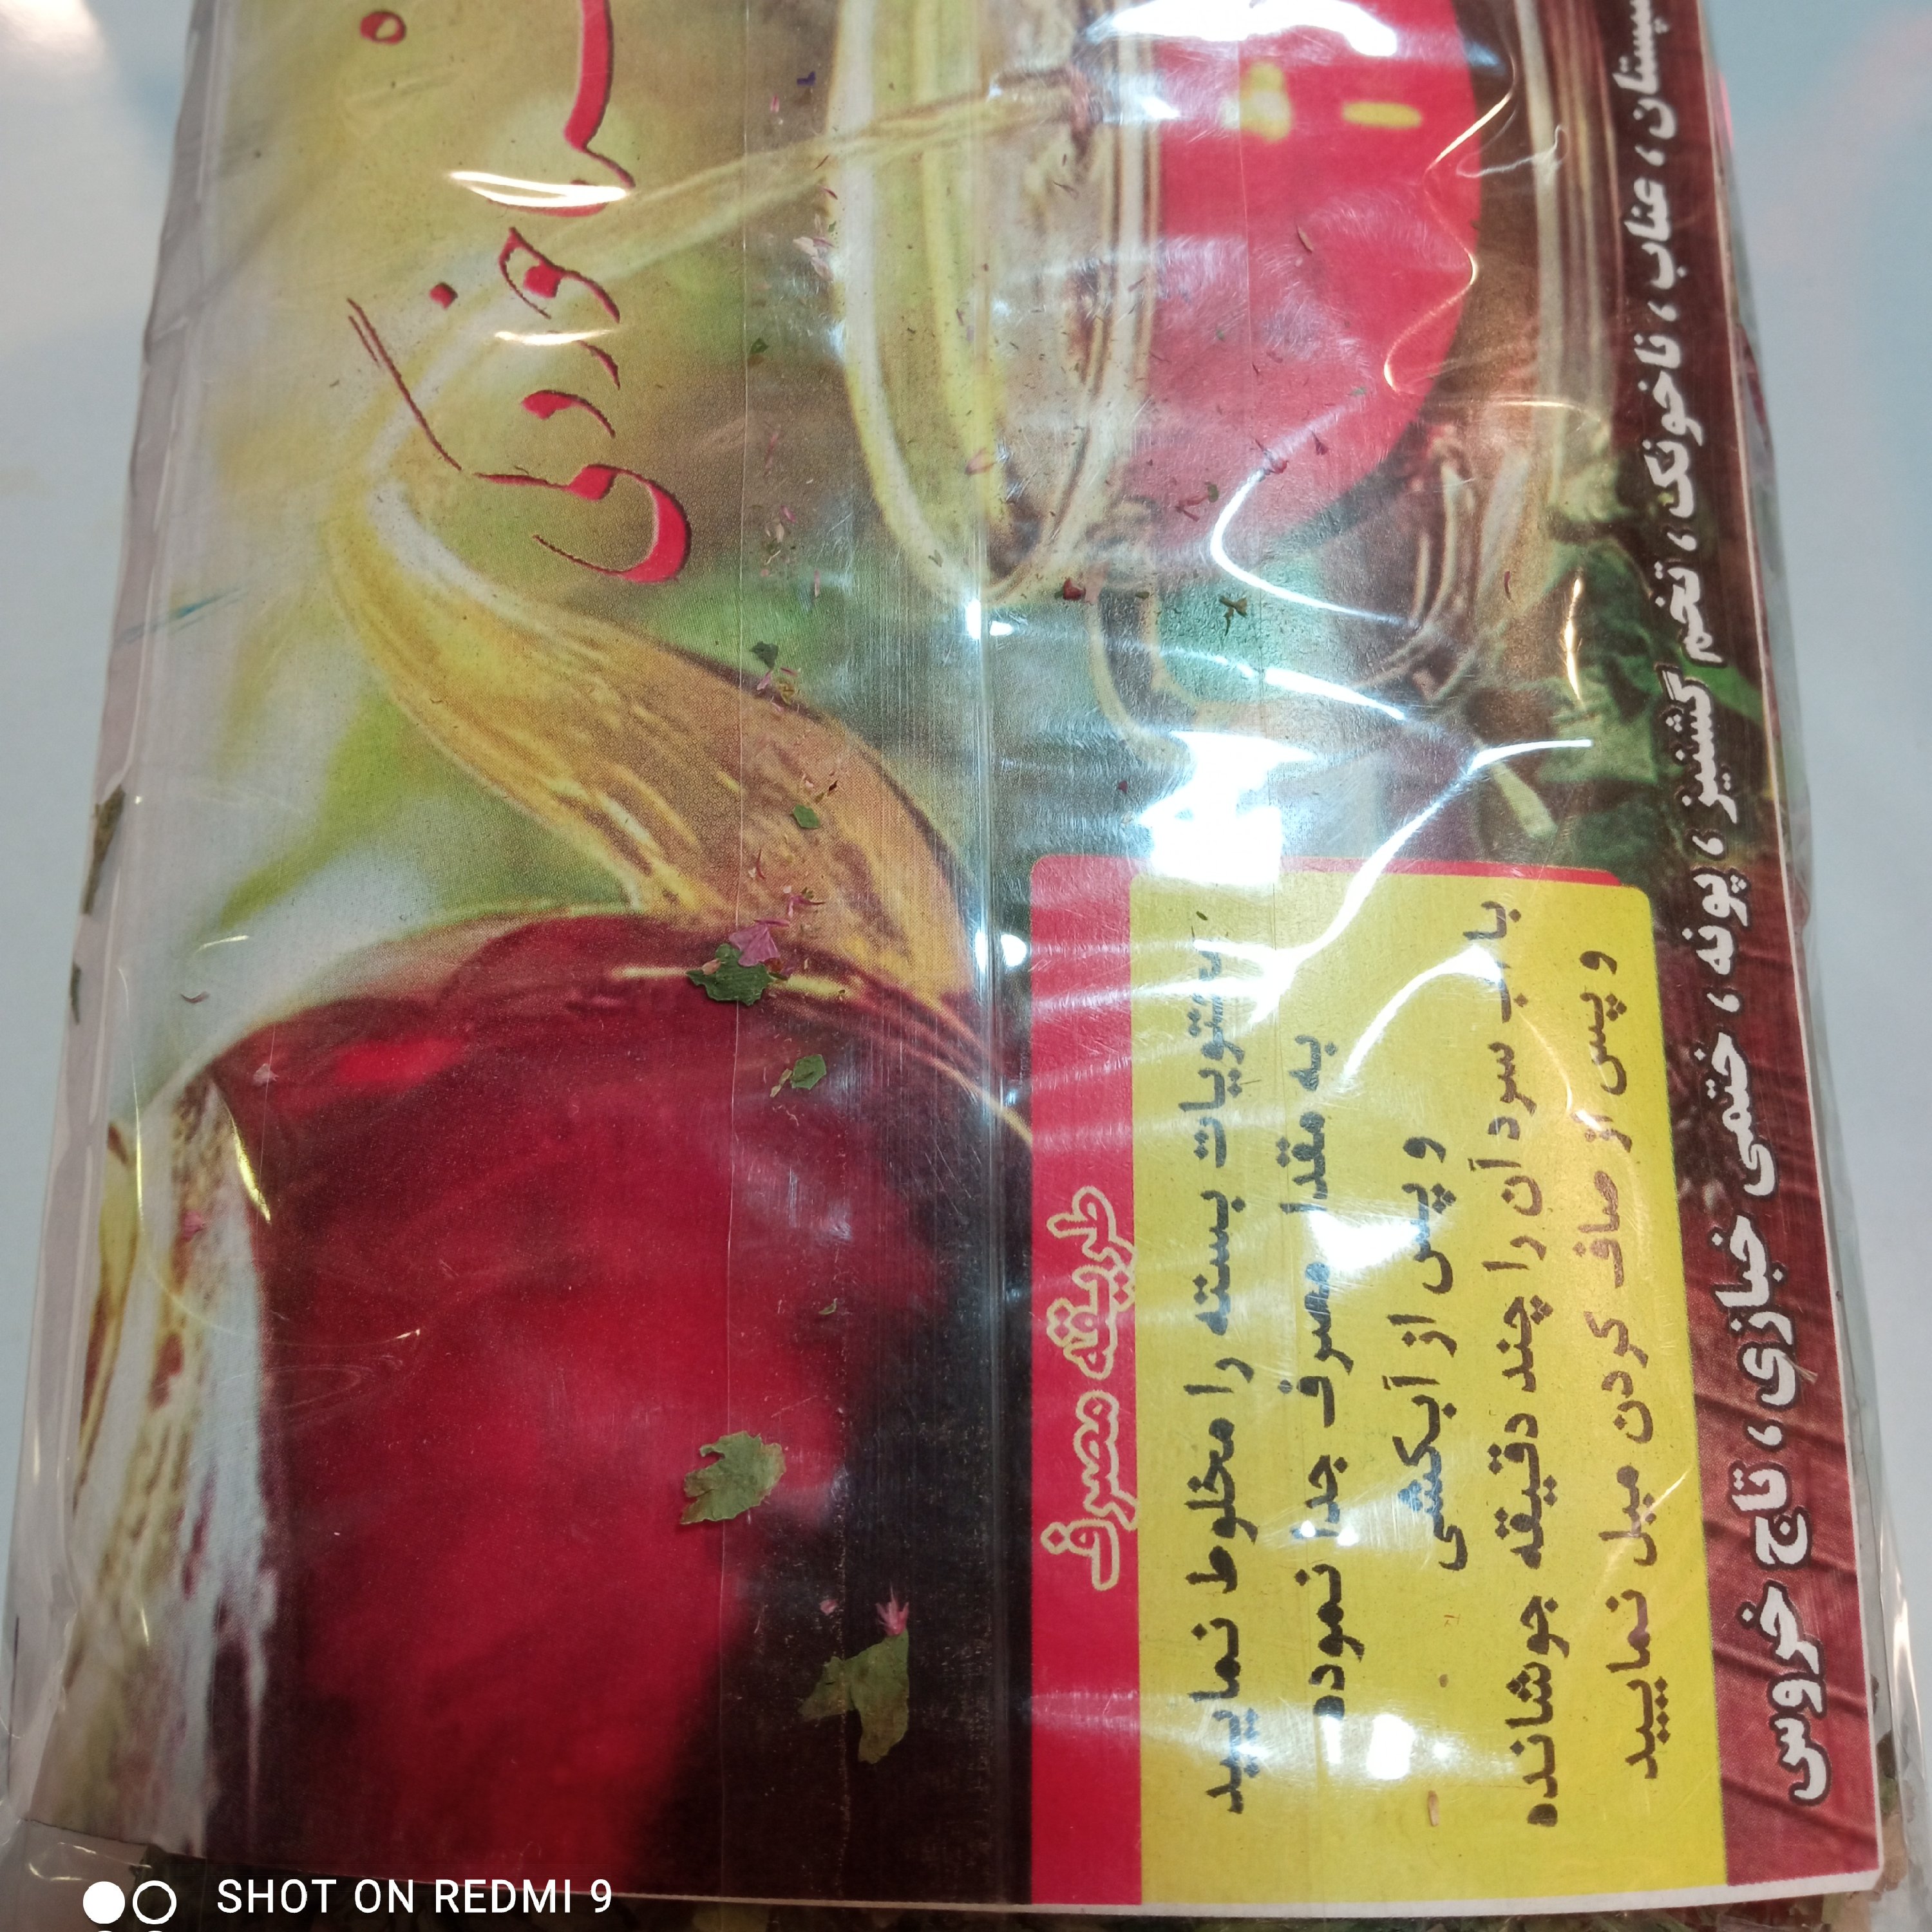 سرماخوردگی
طریقه مصرف
محتویات بسته را مخلوط نمایید
به مقدار مصرف جدا نموده
و پس از آبکشی
با آب سرد آن را چند دقیقه جوشانده
و پس از صاف کردن میل نمایید
سپستان ، عناب ، ناخونک ، تخم گشنیز ، پونه ، ختمی خبازی ، تاج خروس
SHOT ON REDMI 9